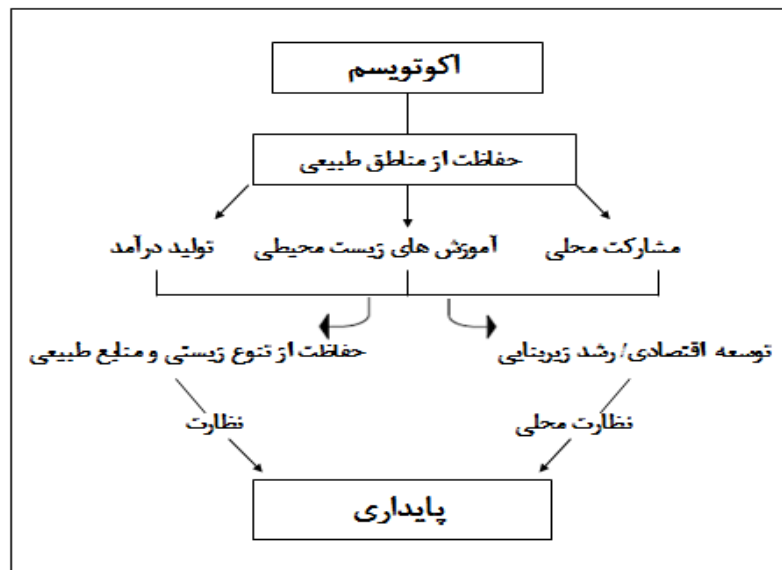 اکوتویسم
حفاظت از مناطق طبیعی
مشارکت محلی
آموزش های زیست محیطی
تولید درآمد
توسعه اقتصادی/ رشد زیربنایی
حفاظت از تنوع زیستی و منابع طبیعی
نظارت محلی
نظارت
پایداری